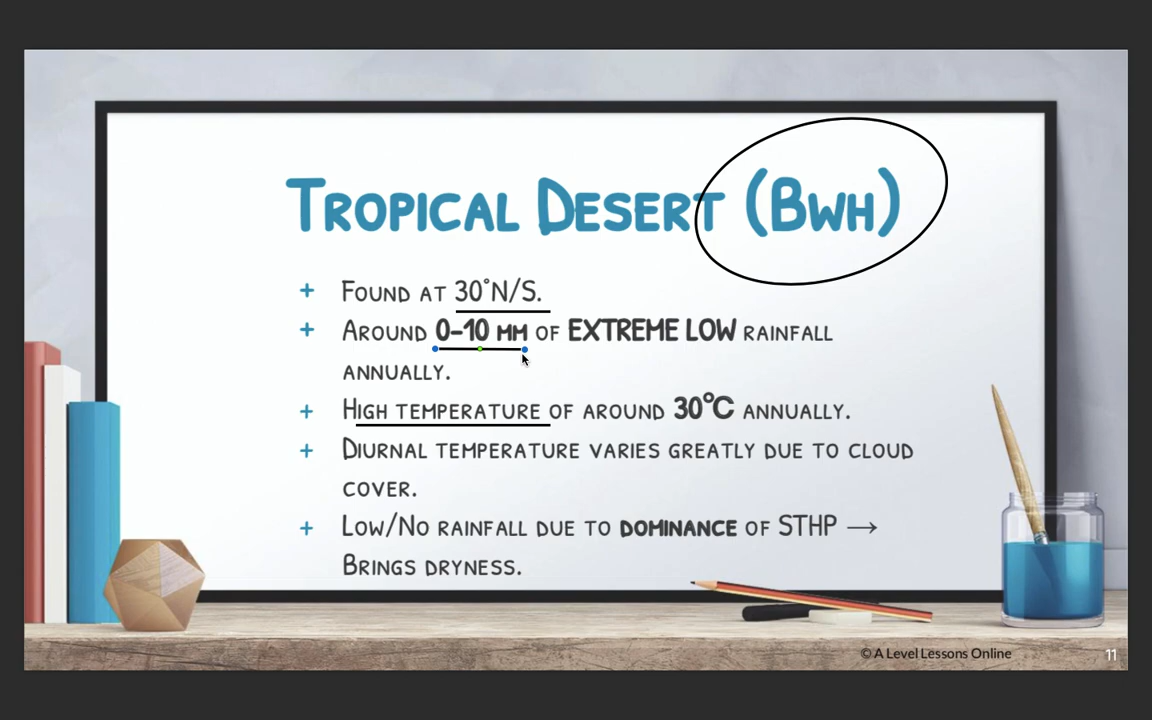 Tropical Desert (Bwh)
+ Found at 30°N/S.
+ Around 0-10 mm of EXTREME LOW rainfall
annually.
+ High temperature of around 30°C annually.
+ Diurnal temperature varies greatly due to cloud
cover.
+ Low/No rainfall due to dominance of STHP →
Brings dryness.
© A Level Lessons Online
11